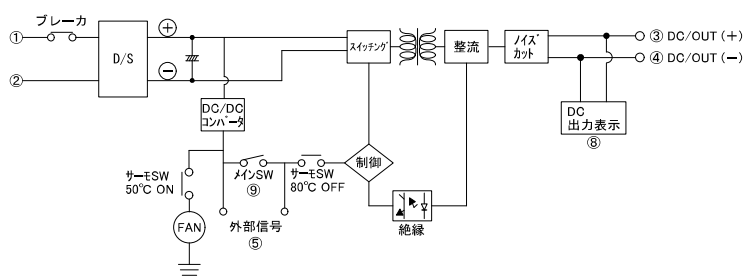 ブレーカ
①
②
D/S
＋
－
スイッチング
整流
ノイズ
カット
③ DC/OUT (＋)
④ DC/OUT (－)
DC
出力表示
⑧
DC/DC
コンバータ
サーモSW
50℃ ON
FAN
メインSW
⑨
サーモSW
80℃ OFF
制御
外部信号
⑤
絶縁